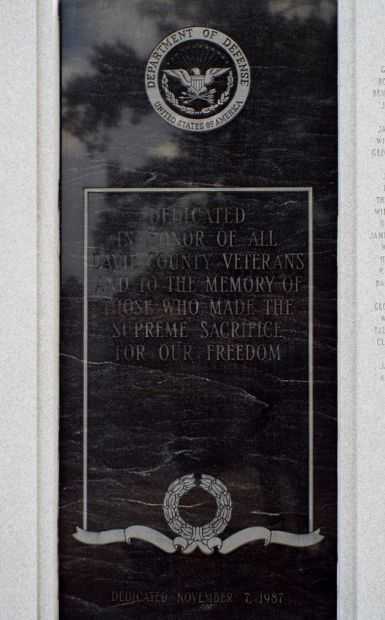 DEPARTMENT OF DEFENSE
UNITED STATES OF AMERICA
DEDICATED
IN HONOR OF ALL
DAVIE COUNTY VETERANS
AND TO THE MEMORY OF
THOSE WHO MADE THE
SUPREME SACRIFICE
FOR OUR FREEDOM
DEDICATED NOVEMBER 7, 1987